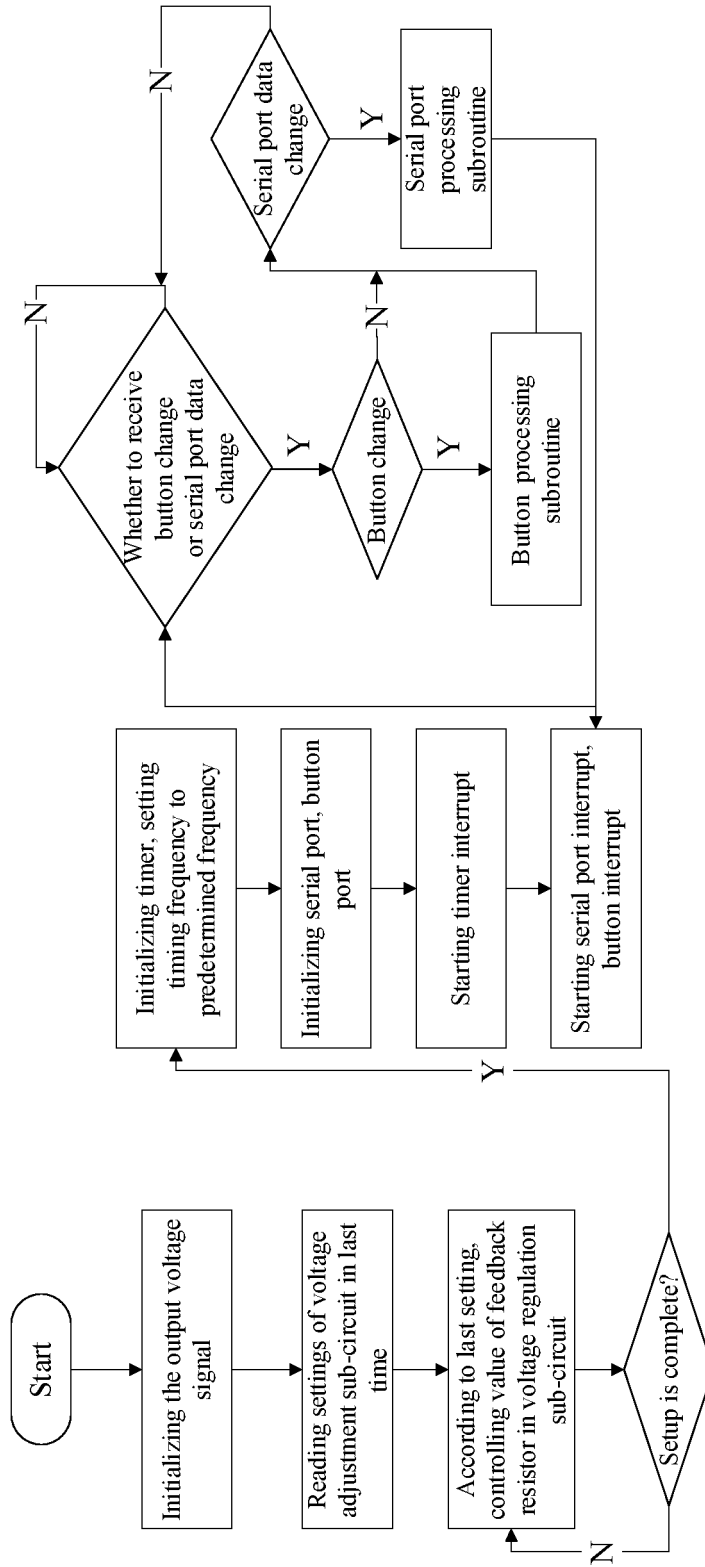 Start
Initializing the output voltage
signal
Reading settings of voltage
adjustment sub-circuit in last
time
According to last setting,
controlling value of feedback
resistor in voltage regulation
sub-circuit
Setup is complete?
N
Y
Initializing timer, setting
timing frequency to
predetermined frequency
Initializing serial port, button
port
Starting timer interrupt
Starting serial port interrupt,
button interrupt
Whether to receive
button change
or serial port data
change
N
Y
Button change
N
Y
Button processing
subroutine
Serial port data
change
N
Y
Serial port
processing
subroutine